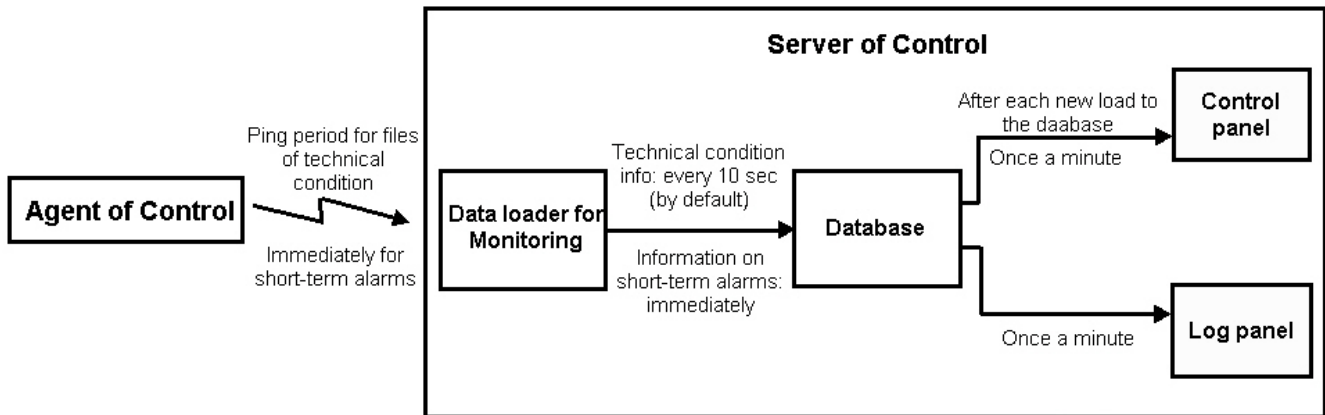 Server of Control
Agent of Control
Ping period for files
of technical
condition
Immediately for
short-term alarms
Data loader for
Monitoring
Technical condition
info: every 10 sec
(by default)
Information on
short-term alarms:
immediately
Database
After each new load to
the daabase
Once a minute
Control
panel
Once a minute
Log panel